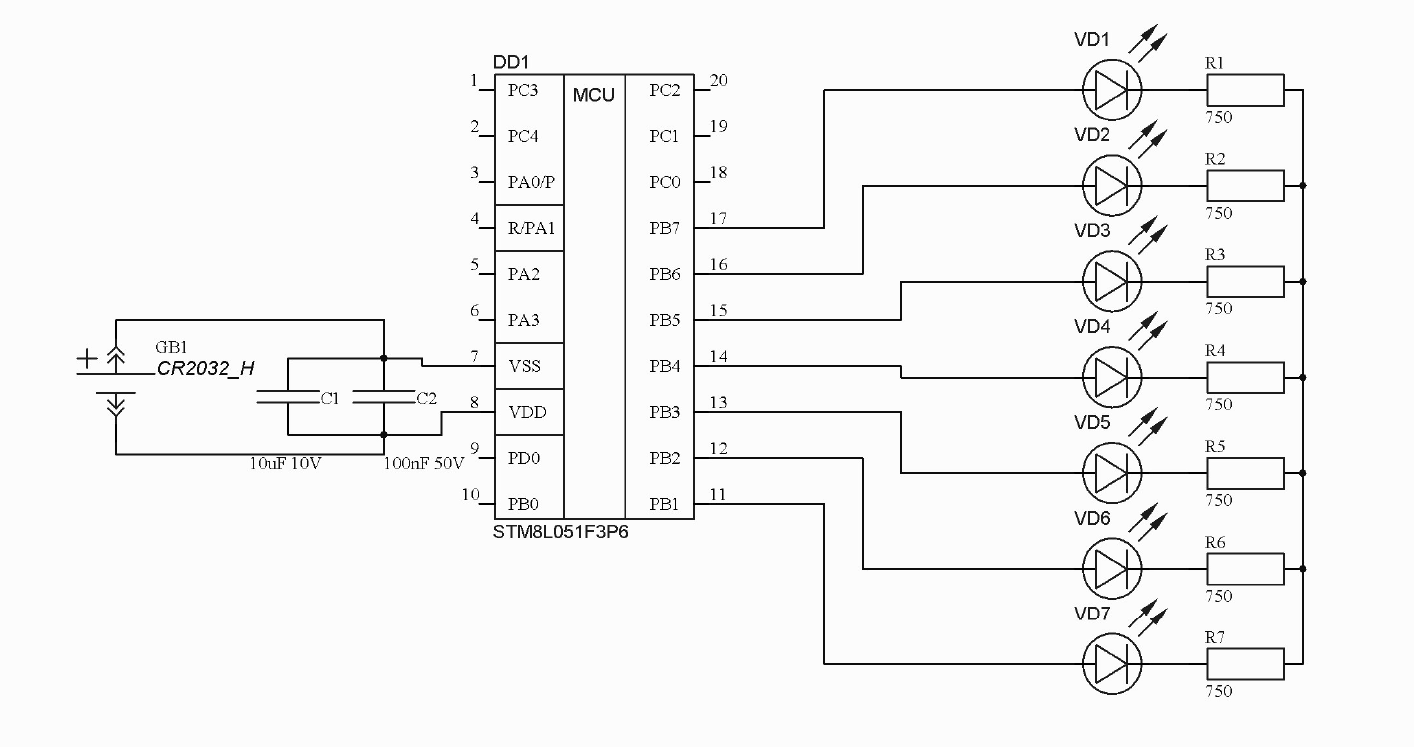 DD1
MCU
1 PC3
2 PC4
3 PA0/P
4 R/PA1
5 PA2
6 PA3
7 VSS
8 VDD
9 PD0
10 PB0
PC2 20
PC1 19
PC0 18
PB7 17
PB6 16
PB5 15
PB4 14
PB3 13
PB2 12
PB1 11
STM8L051F3P6
+
GB1
CR2032_H
C1
C2
10uF 10V
100nF 50V
VD1
R1
750
VD2
R2
750
VD3
R3
750
VD4
R4
750
VD5
R5
750
VD6
R6
750
VD7
R7
750